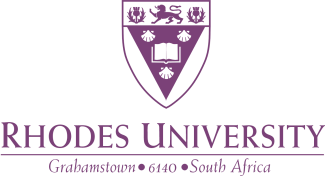 RHODES UNIVERSITY
Grahamstown • 6140 • South Africa